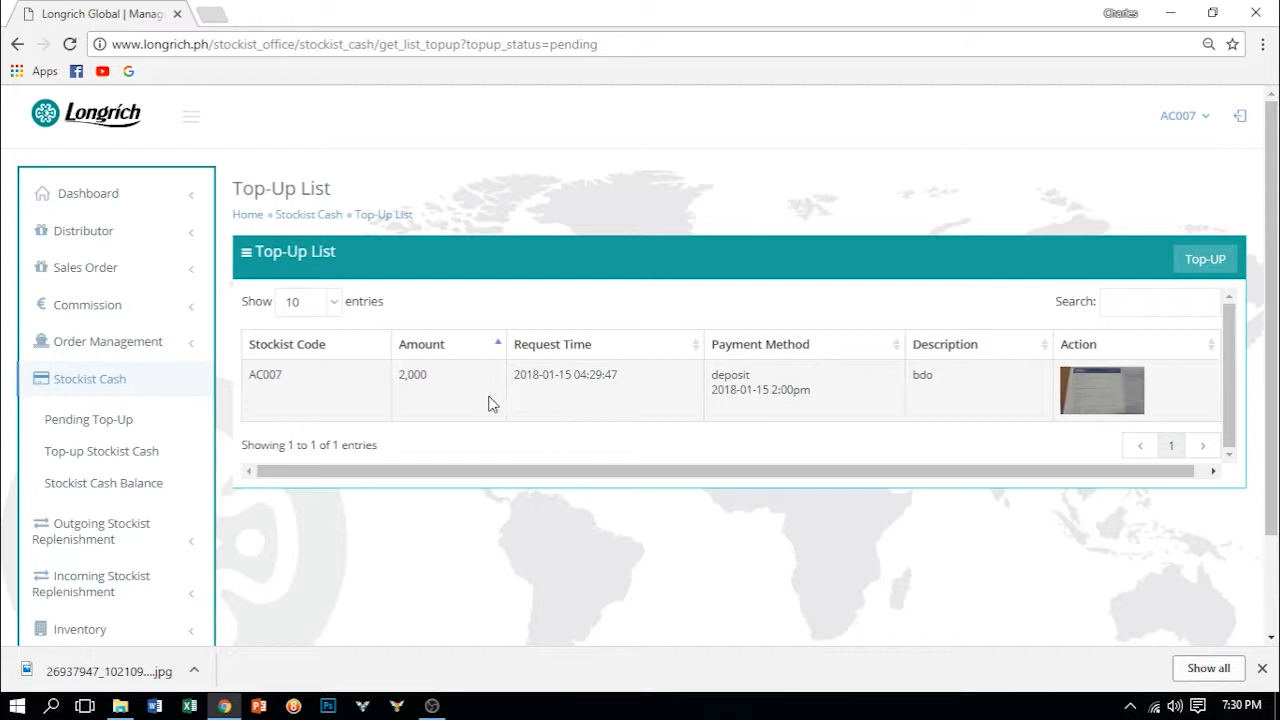 Longrich Global | Manag
Charles
www.longrich.ph/stockist_office/stockist_cash/get_list_topup?topup_status=pending
Apps
Longrich
AC007
Dashboard
Distributor
Sales Order
Commission
Order Management
Stockist Cash
Pending Top-Up
Top-up Stockist Cash
Stockist Cash Balance
Outgoing Stockist
Replenishment
Incoming Stockist
Replenishment
Inventory
Top-Up List
Home » Stockist Cash » Top-Up List
Top-Up List
Top-UP
Show 10 entries
Search:
Stockist Code Amount Request Time Payment Method Description Action
AC007 2,000 2018-01-15 04:29:47 deposit bdo
2018-01-15 2:00pm
Showing 1 to 1 of 1 entries
1
26937947_102109....jpg
Show all
7:30 PM